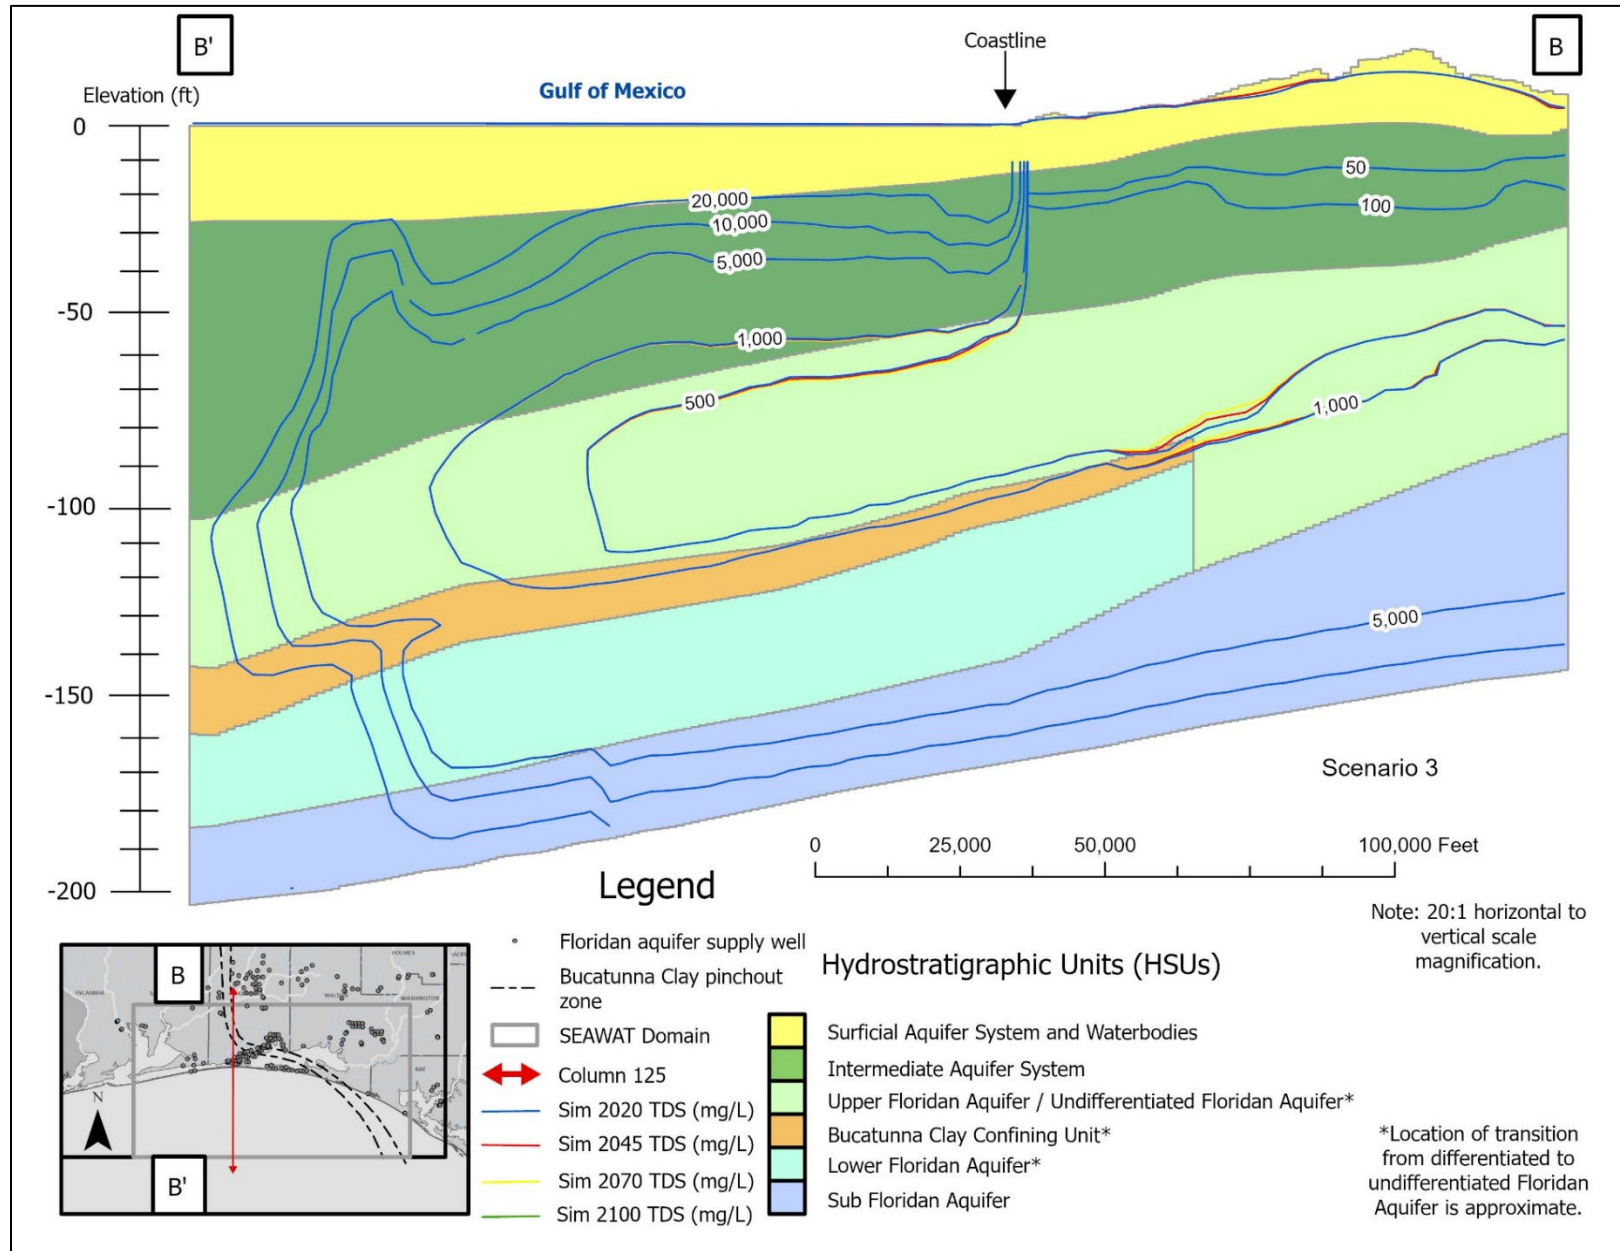 B'
Coastline
B
Elevation (ft)
Gulf of Mexico
0
50
20,000
100
10,000
5,000
-50
1,000
500
1,000
-100
5,000
-150
Scenario 3
0
25,000
50,000
100,000 Feet
-200
Legend
Note: 20:1 horizontal to
vertical scale
magnification.
Floridan aquifer supply well
Bucatunna Clay pinchout
zone
SEAWAT Domain
Column 125
Sim 2020 TDS (mg/L)
Sim 2045 TDS (mg/L)
Sim 2070 TDS (mg/L)
Sim 2100 TDS (mg/L)
Hydrostratigraphic Units (HSUs)
Surficial Aquifer System and Waterbodies
Intermediate Aquifer System
Upper Floridan Aquifer / Undifferentiated Floridan Aquifer*
Bucatunna Clay Confining Unit*
Lower Floridan Aquifer*
Sub Floridan Aquifer
*Location of transition
from differentiated to
undifferentiated Floridan
Aquifer is approximate.
B
HOLMES
ESCAMBIA
WALTON
WASHINGTON
BAY
N
B'